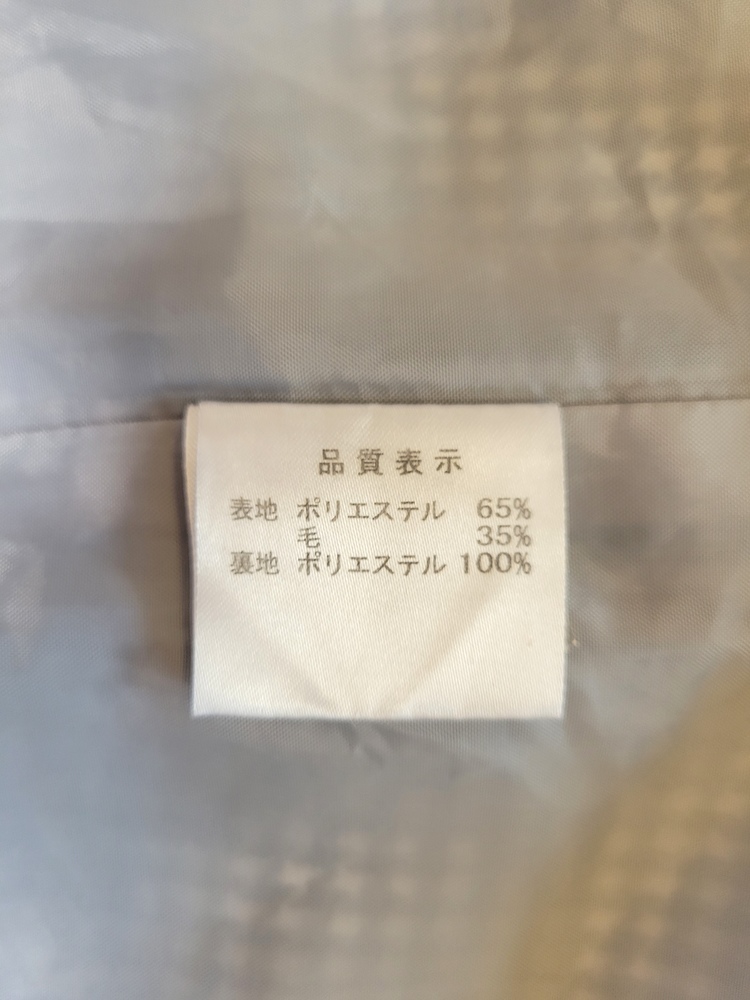 品質表示
表地 ポリエステル 65%
毛 35%
裏地 ポリエステル 100%